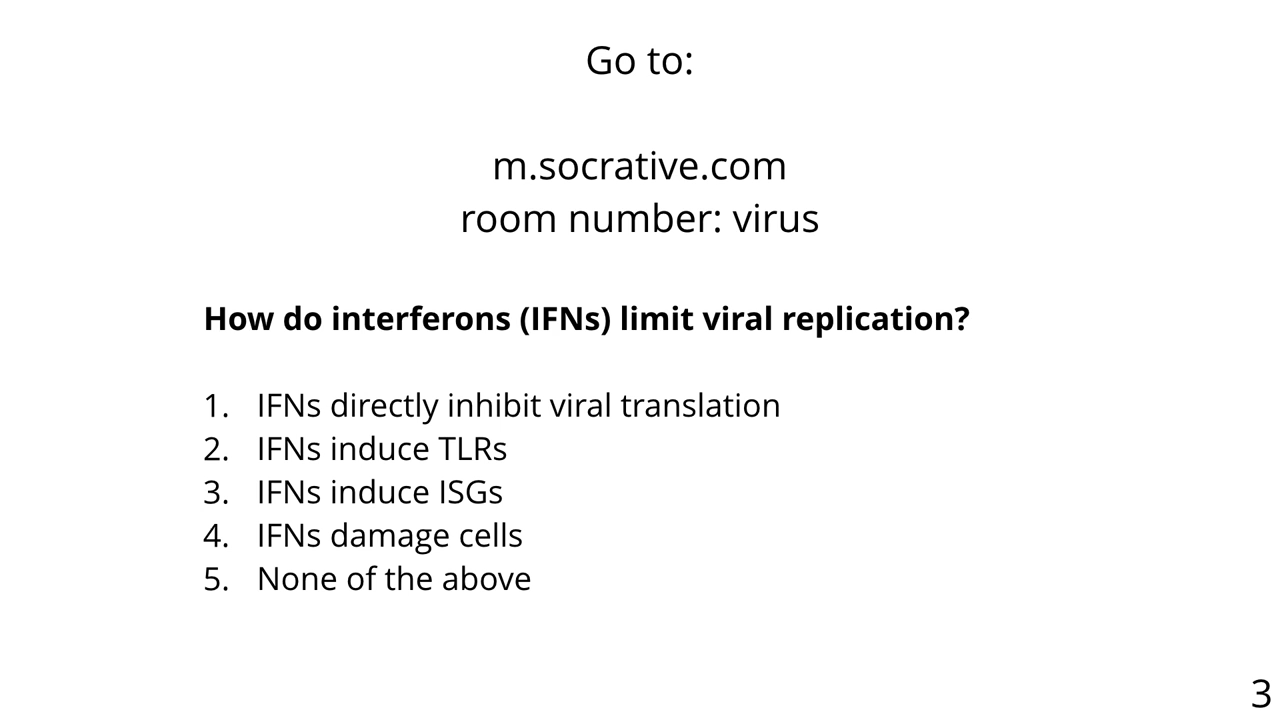 Go to:
m.socrative.com
room number: virus
How do interferons (IFNs) limit viral replication?
1. IFNs directly inhibit viral translation
2. IFNs induce TLRs
3. IFNs induce ISGs
4. IFNs damage cells
5. None of the above
3